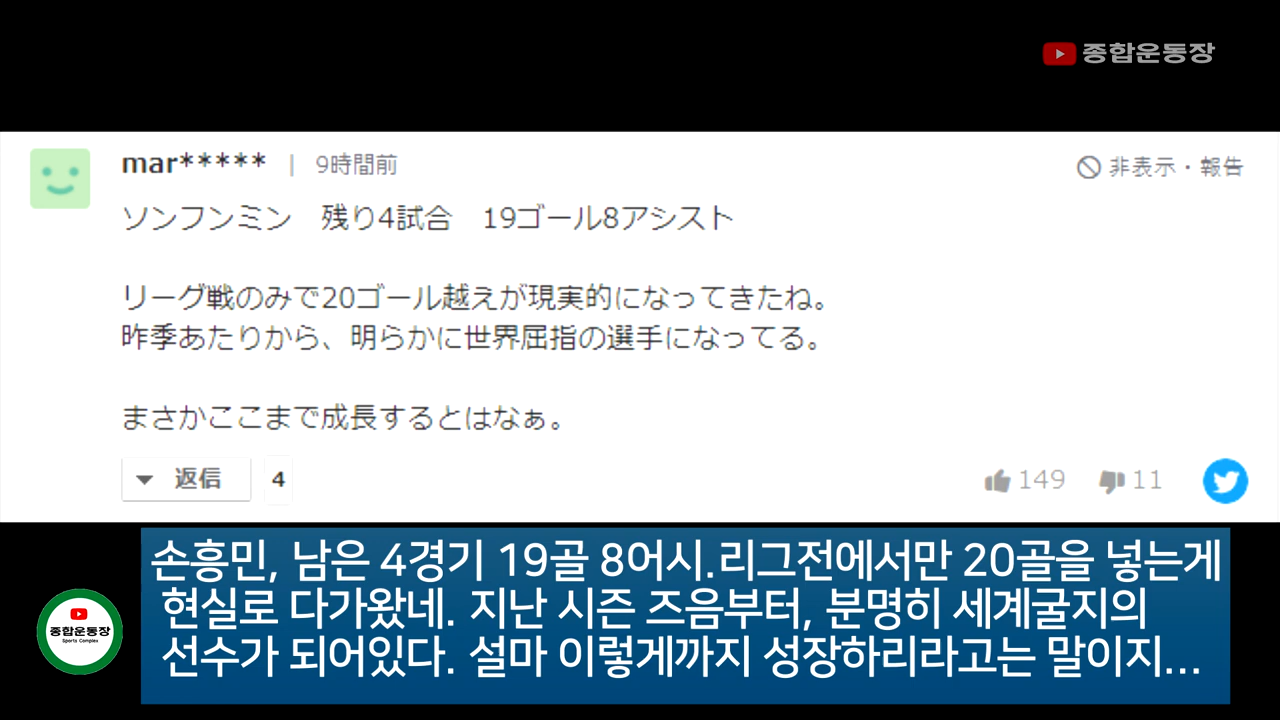 종합운동장
mar***** | 9時間前
非表示・報告
ソンフンミン　残り4試合　19ゴール8アシスト
リーグ戦のみで20ゴール越えが現実的になってきたね。
昨季あたりから、明らかに世界屈指の選手になってる。
まさかここまで成長するとはなぁ。
返信 4
149 11
손흥민, 남은 4경기 19골 8어시.리그전에서만 20골을 넣는게
현실로 다가왔네. 지난 시즌 즈음부터, 분명히 세계굴지의
선수가 되어있다. 설마 이렇게까지 성장하리라고는 말이지...
종합운동장
Sports Complex